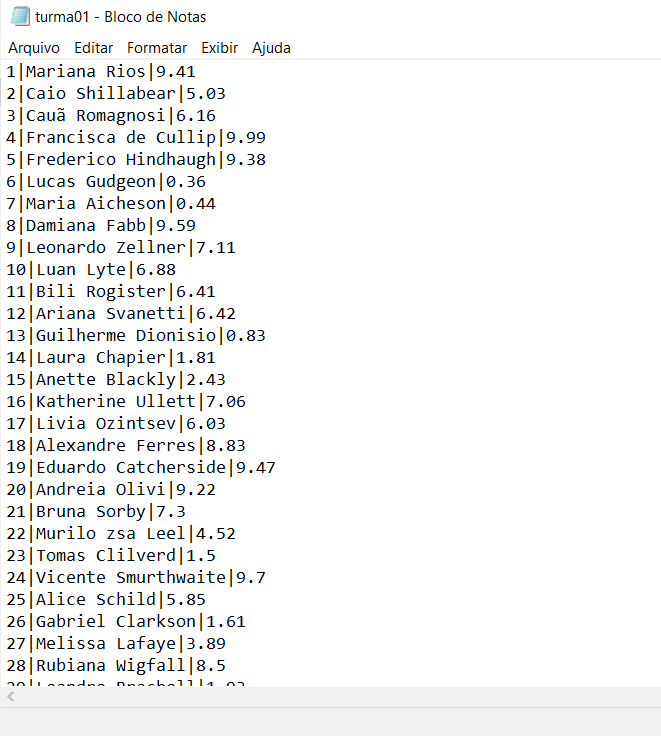 turma01 - Bloco de Notas
Arquivo Editar Formatar Exibir Ajuda
1|Mariana Rios|9.41
2|Caio Shillabear|5.03
3|Cauã Romagnosi|6.16
4|Francisca de Cullip|9.99
5|Frederico Hindhaugh|9.38
6|Lucas Gudgeon|0.36
7|Maria Aicheson|0.44
8|Damiana Fabb|9.59
9|Leonardo Zellner|7.11
10|Luan Lyte|6.88
11|Bili Rogister|6.41
12|Ariana Svanetti|6.42
13|Guilherme Dionisio|0.83
14|Laura Chapier|1.81
15|Anette Blackly|2.43
16|Katherine Ullett|7.06
17|Livia Ozintsev|6.03
18|Alexandre Ferres|8.83
19|Eduardo Catcherside|9.47
20|Andreia Olivi|9.22
21|Bruna Sorby|7.3
22|Murilo zsa Leel|4.52
23|Tomas Clilverd|1.5
24|Vicente Smurthwaite|9.7
25|Alice Schild|5.85
26|Gabriel Clarkson|1.61
27|Melissa Lafaye|3.89
28|Rubiana Wigfall|8.5